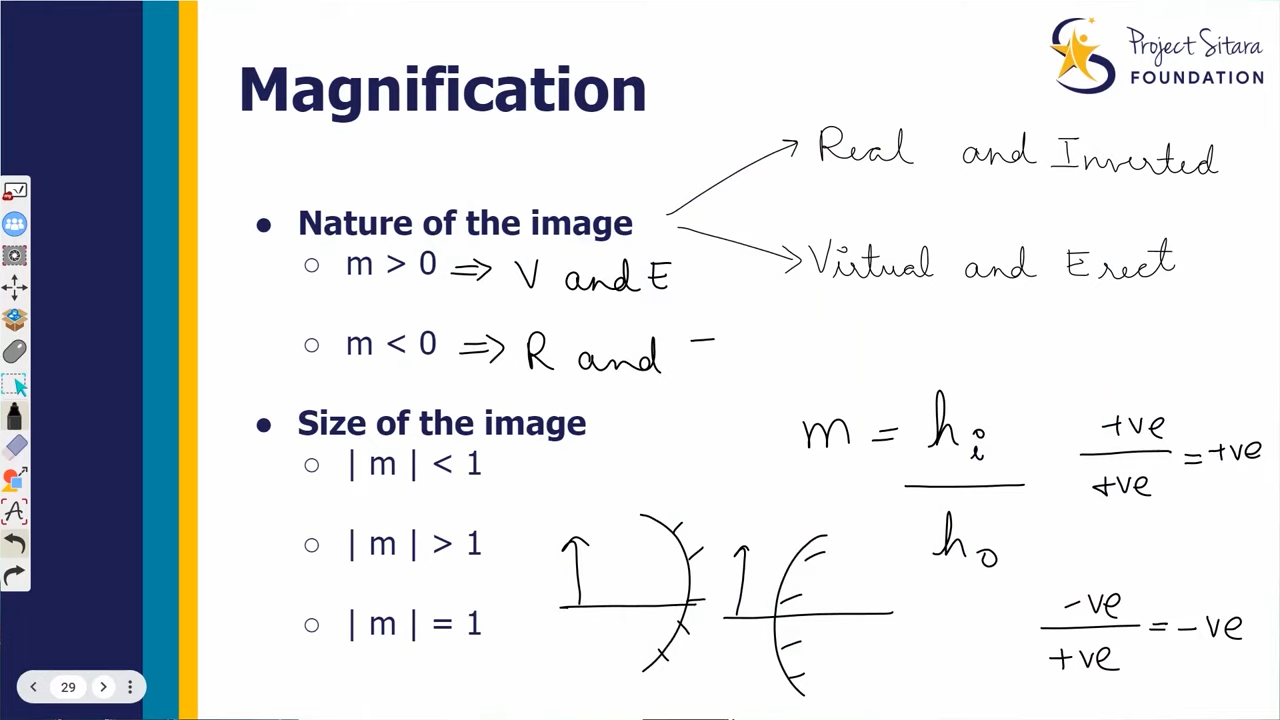 Project Sitara
FOUNDATION
Magnification
Real and Inverted
● Nature of the image
○ m > 0 => V and E
Virtual and Erect
○ m < 0 => R and
● Size of the image
m = hi / ho
+ve / +ve = +ve
○ | m | < 1
○ | m | > 1
○ | m | = 1
-ve / +ve = -ve
29